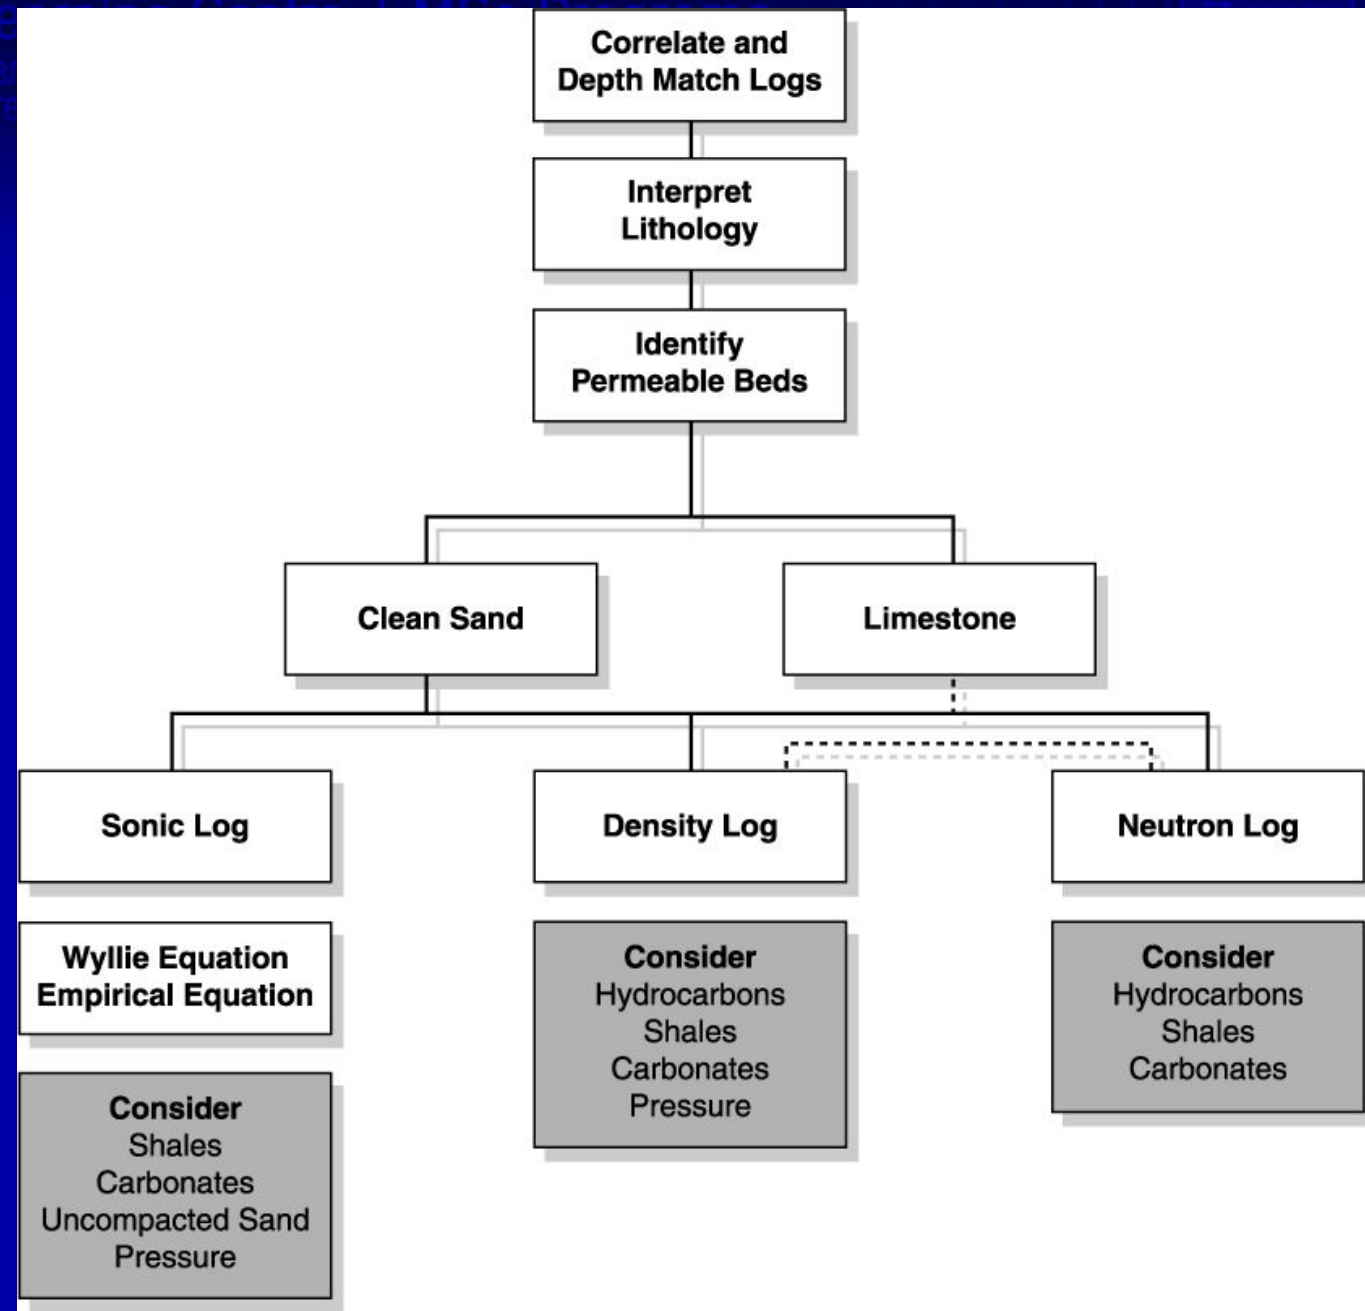 Correlate and
Depth Match Logs
Interpret
Lithology
Identify
Permeable Beds
Clean Sand
Limestone
Sonic Log
Density Log
Neutron Log
Wyllie Equation
Empirical Equation
Consider
Shales
Carbonates
Uncompacted Sand
Pressure
Consider
Hydrocarbons
Shales
Carbonates
Pressure
Consider
Hydrocarbons
Shales
Carbonates